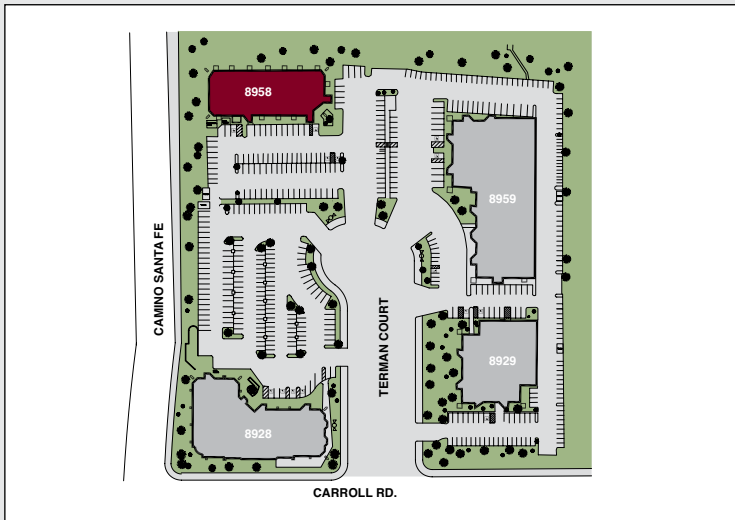 8958
8959
CAMINO SANTA FE
TERMAN COURT
8929
8928
CARROLL RD.